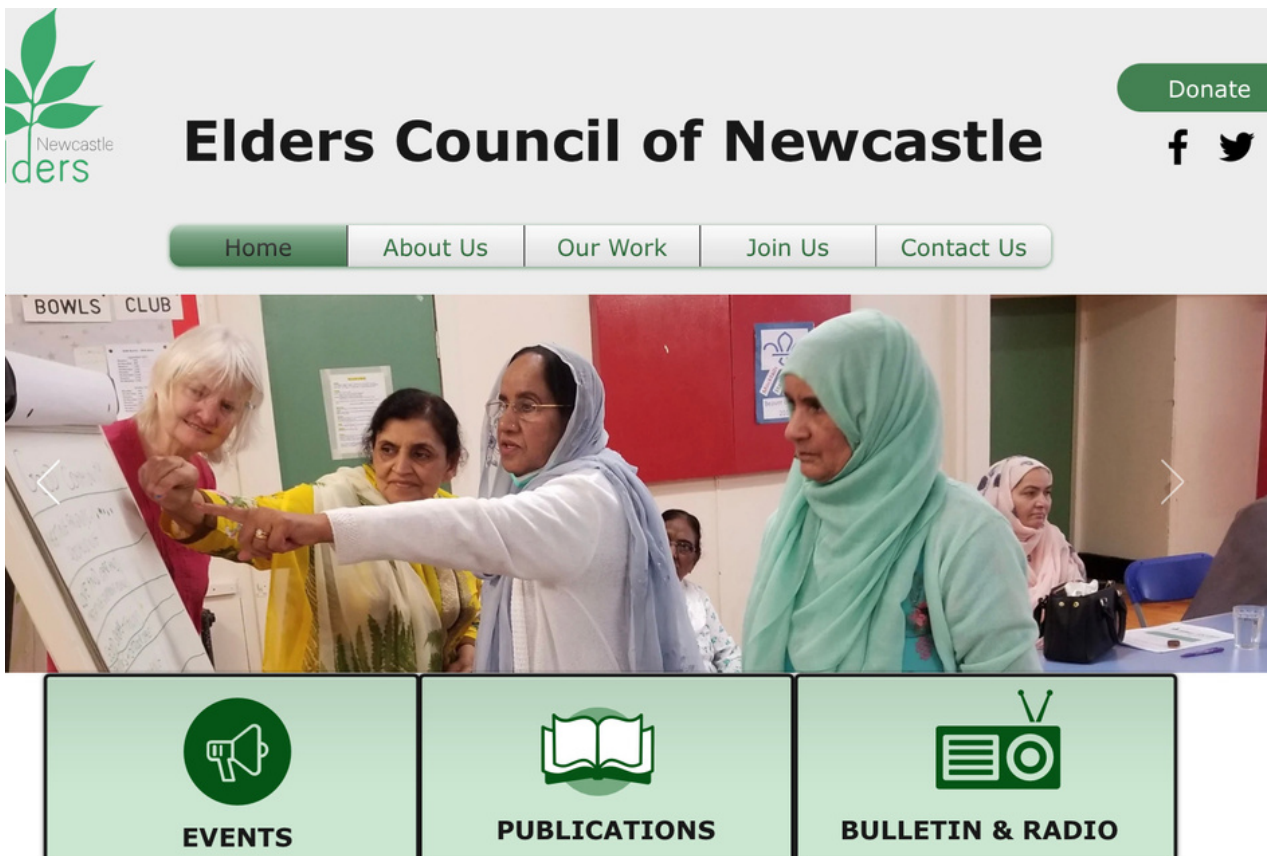 Newcastle
lders
Elders Council of Newcastle
Donate
Home
About Us
Our Work
Join Us
Contact Us
BOWLS CLUB
EVENTS
PUBLICATIONS
BULLETIN & RADIO